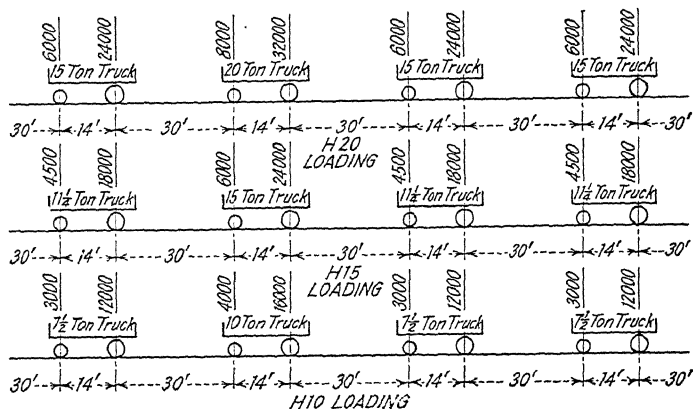 6000 24000 8000 32000 6000 24000 6000 24000
15 Ton Truck 20 Ton Truck 15 Ton Truck 15 Ton Truck
30' 14' 30' 14' 30' 14' 30' 14' 30'
H20
LOADING
4500 18000 6000 24000 4500 18000 4500 18000
11½ Ton Truck 15 Ton Truck 11¼ Ton Truck 11¼ Ton Truck
30' 14' 30' 14' 30' 14' 30' 14' 30'
H15
LOADING
3000 12000 4000 16000 3000 12000 3000 12000
7½ Ton Truck 10 Ton Truck 7½ Ton Truck 7½ Ton Truck
30' 14' 30' 14' 30' 14' 30' 14' 30'
H10 LOADING